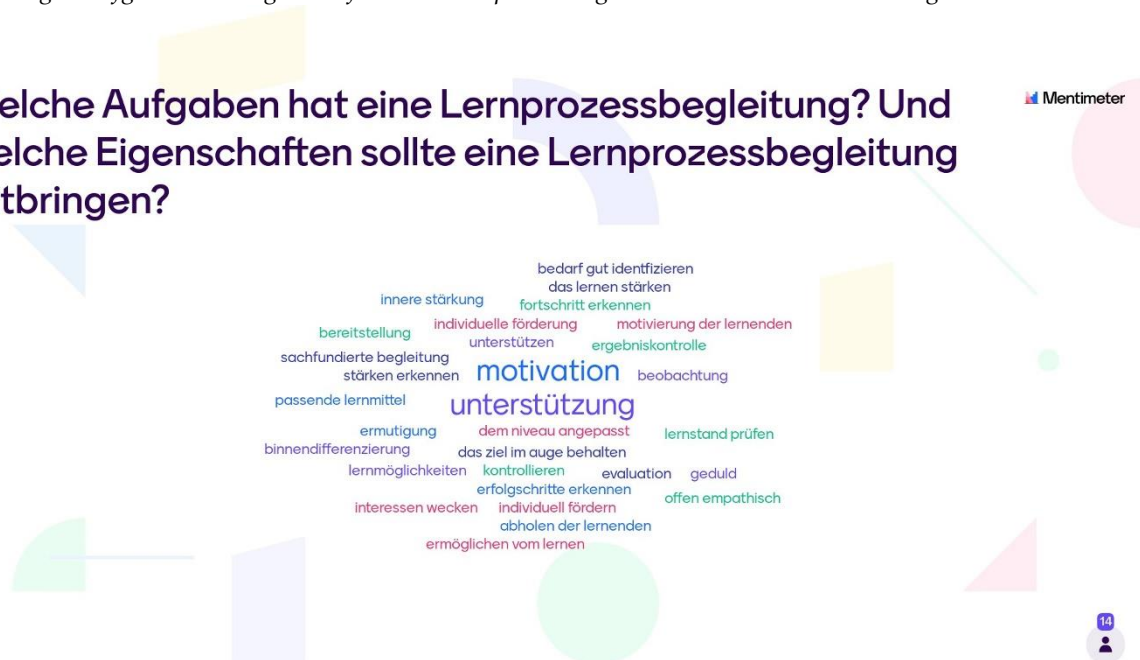 elche Aufgaben hat eine Lernprozessbegleitung? Und
elche Eigenschaften sollte eine Lernprozessbegleitung
tbringen?
Mentimeter
bedarf gut identfizieren
das lernen stärken
innere stärkung
fortschritt erkennen
individuelle förderung
motivierung der lernenden
bereitstellung
unterstützen
ergebniskontrolle
sachfundierte begleitung
motivation
stärken erkennen
beobachtung
passende lernmittel
unterstützung
ermutigung
dem niveau angepasst
lernstand prüfen
binnendifferenzierung
das ziel im auge behalten
lernmöglichkeiten
kontrollieren
evaluation
geduld
erfolgschritte erkennen
offen empathisch
interessen wecken
individuell fördern
abholen der lernenden
ermöglichen vom lernen
14